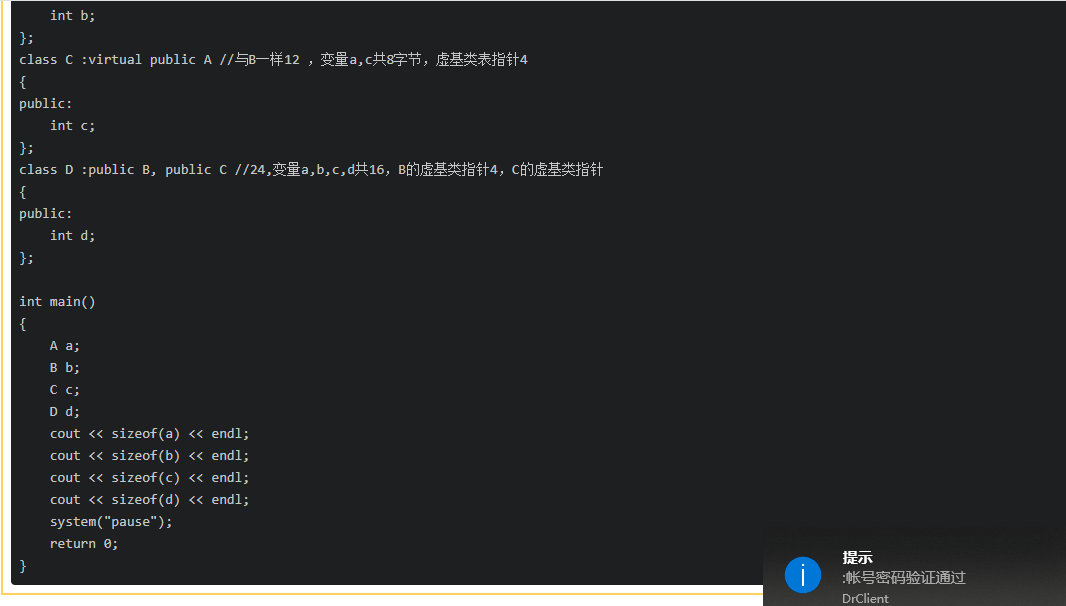 int b;
};
class C :virtual public A //与B一样12 ，变量a,c共8字节，虚基类表指针4
{
public:
    int c;
};
class D :public B, public C //24,变量a,b,c,d共16，B的虚基类指针4，C的虚基类指针
{
public:
    int d;
};

int main()
{
    A a;
    B b;
    C c;
    D d;
    cout << sizeof(a) << endl;
    cout << sizeof(b) << endl;
    cout << sizeof(c) << endl;
    cout << sizeof(d) << endl;
    system("pause");
    return 0;
}
提示
:帐号密码验证通过
DrClient